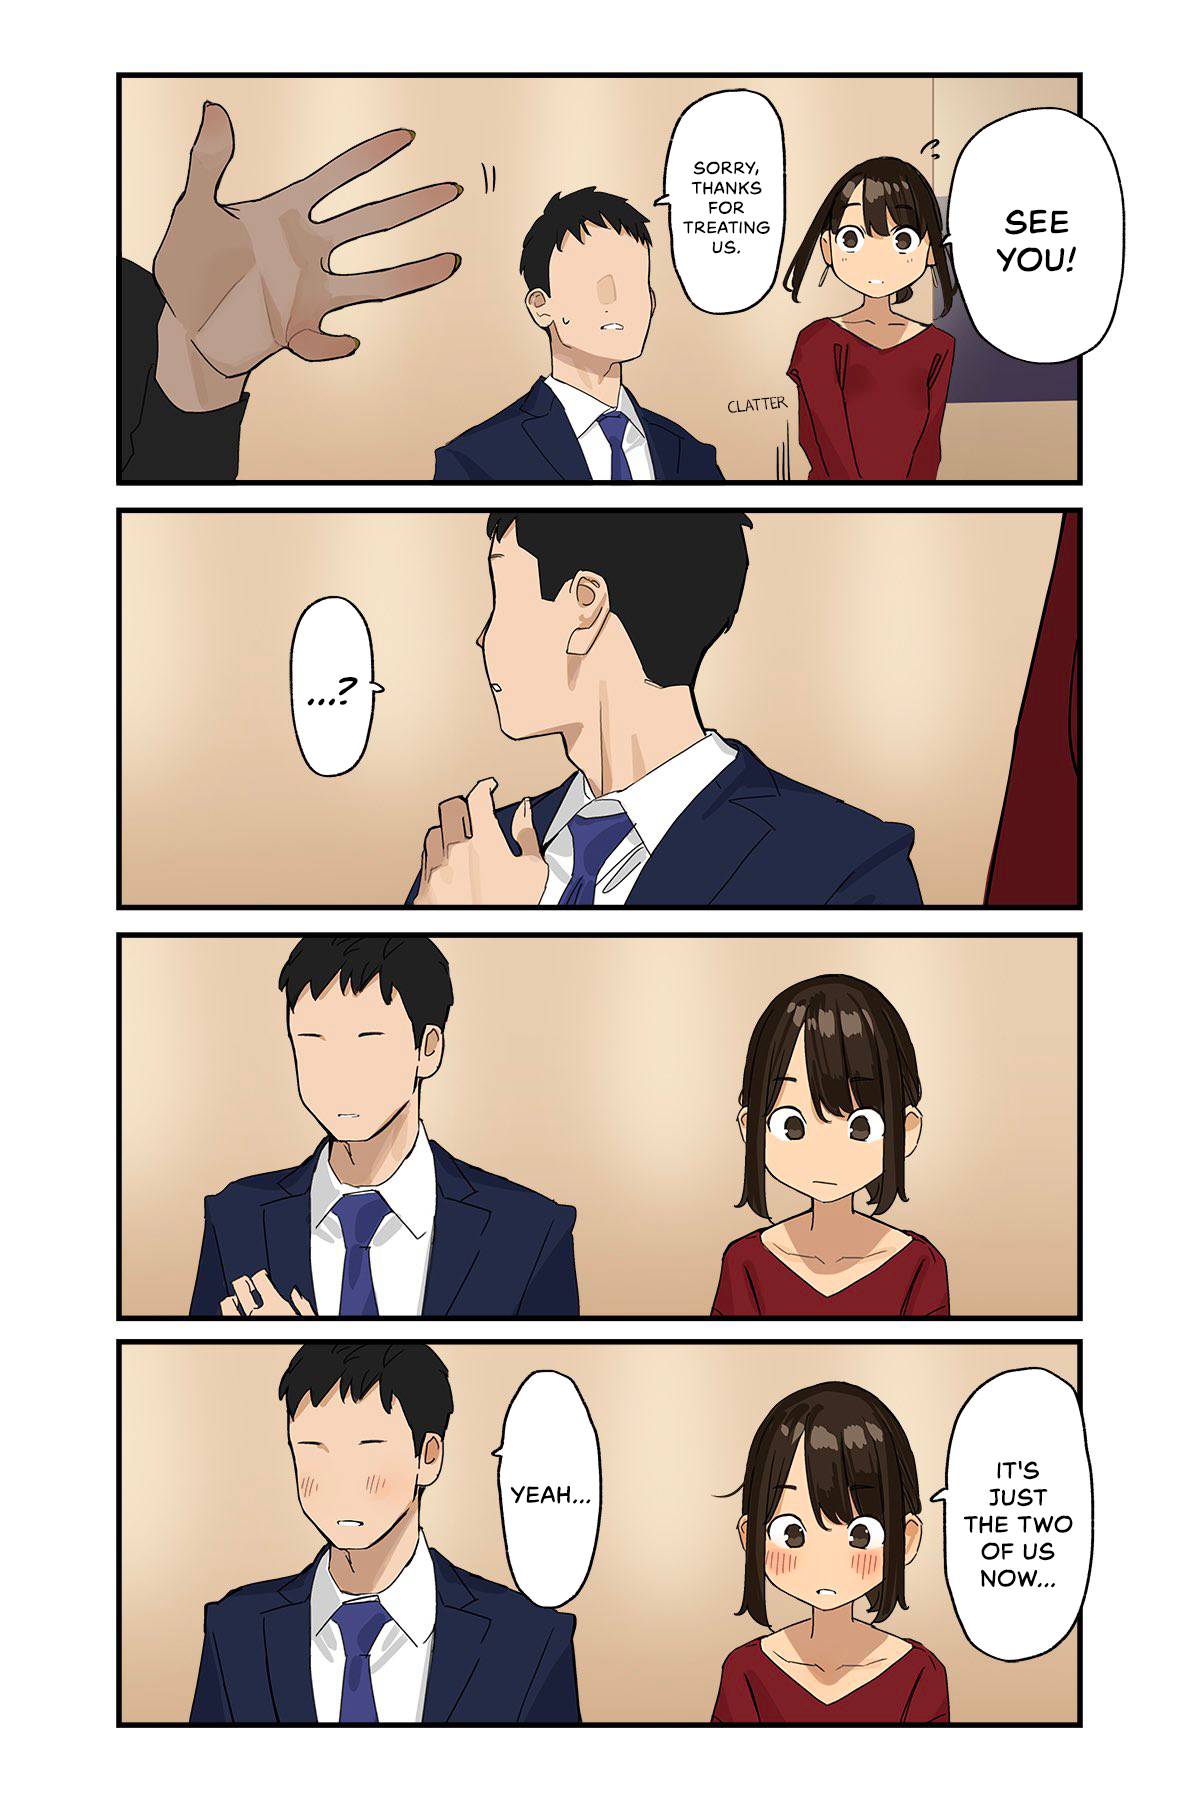 SEE
YOU!
SORRY,
THANKS
FOR
TREATING
US.
CLATTER
...?
IT'S
JUST
THE TWO
OF US
NOW...
YEAH...